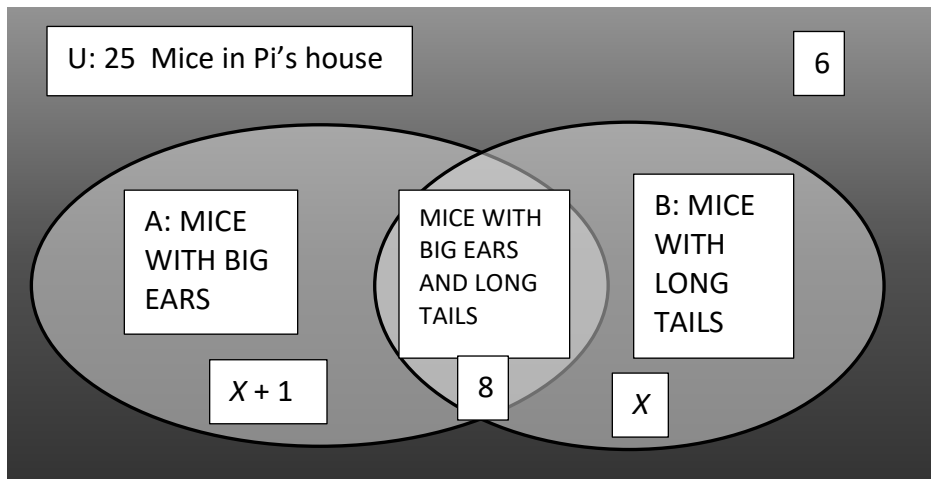 U: 25 Mice in Pi’s house
6
A: MICE
WITH BIG
EARS
MICE WITH
BIG EARS
AND LONG
TAILS
B: MICE
WITH
LONG
TAILS
X + 1
8
X